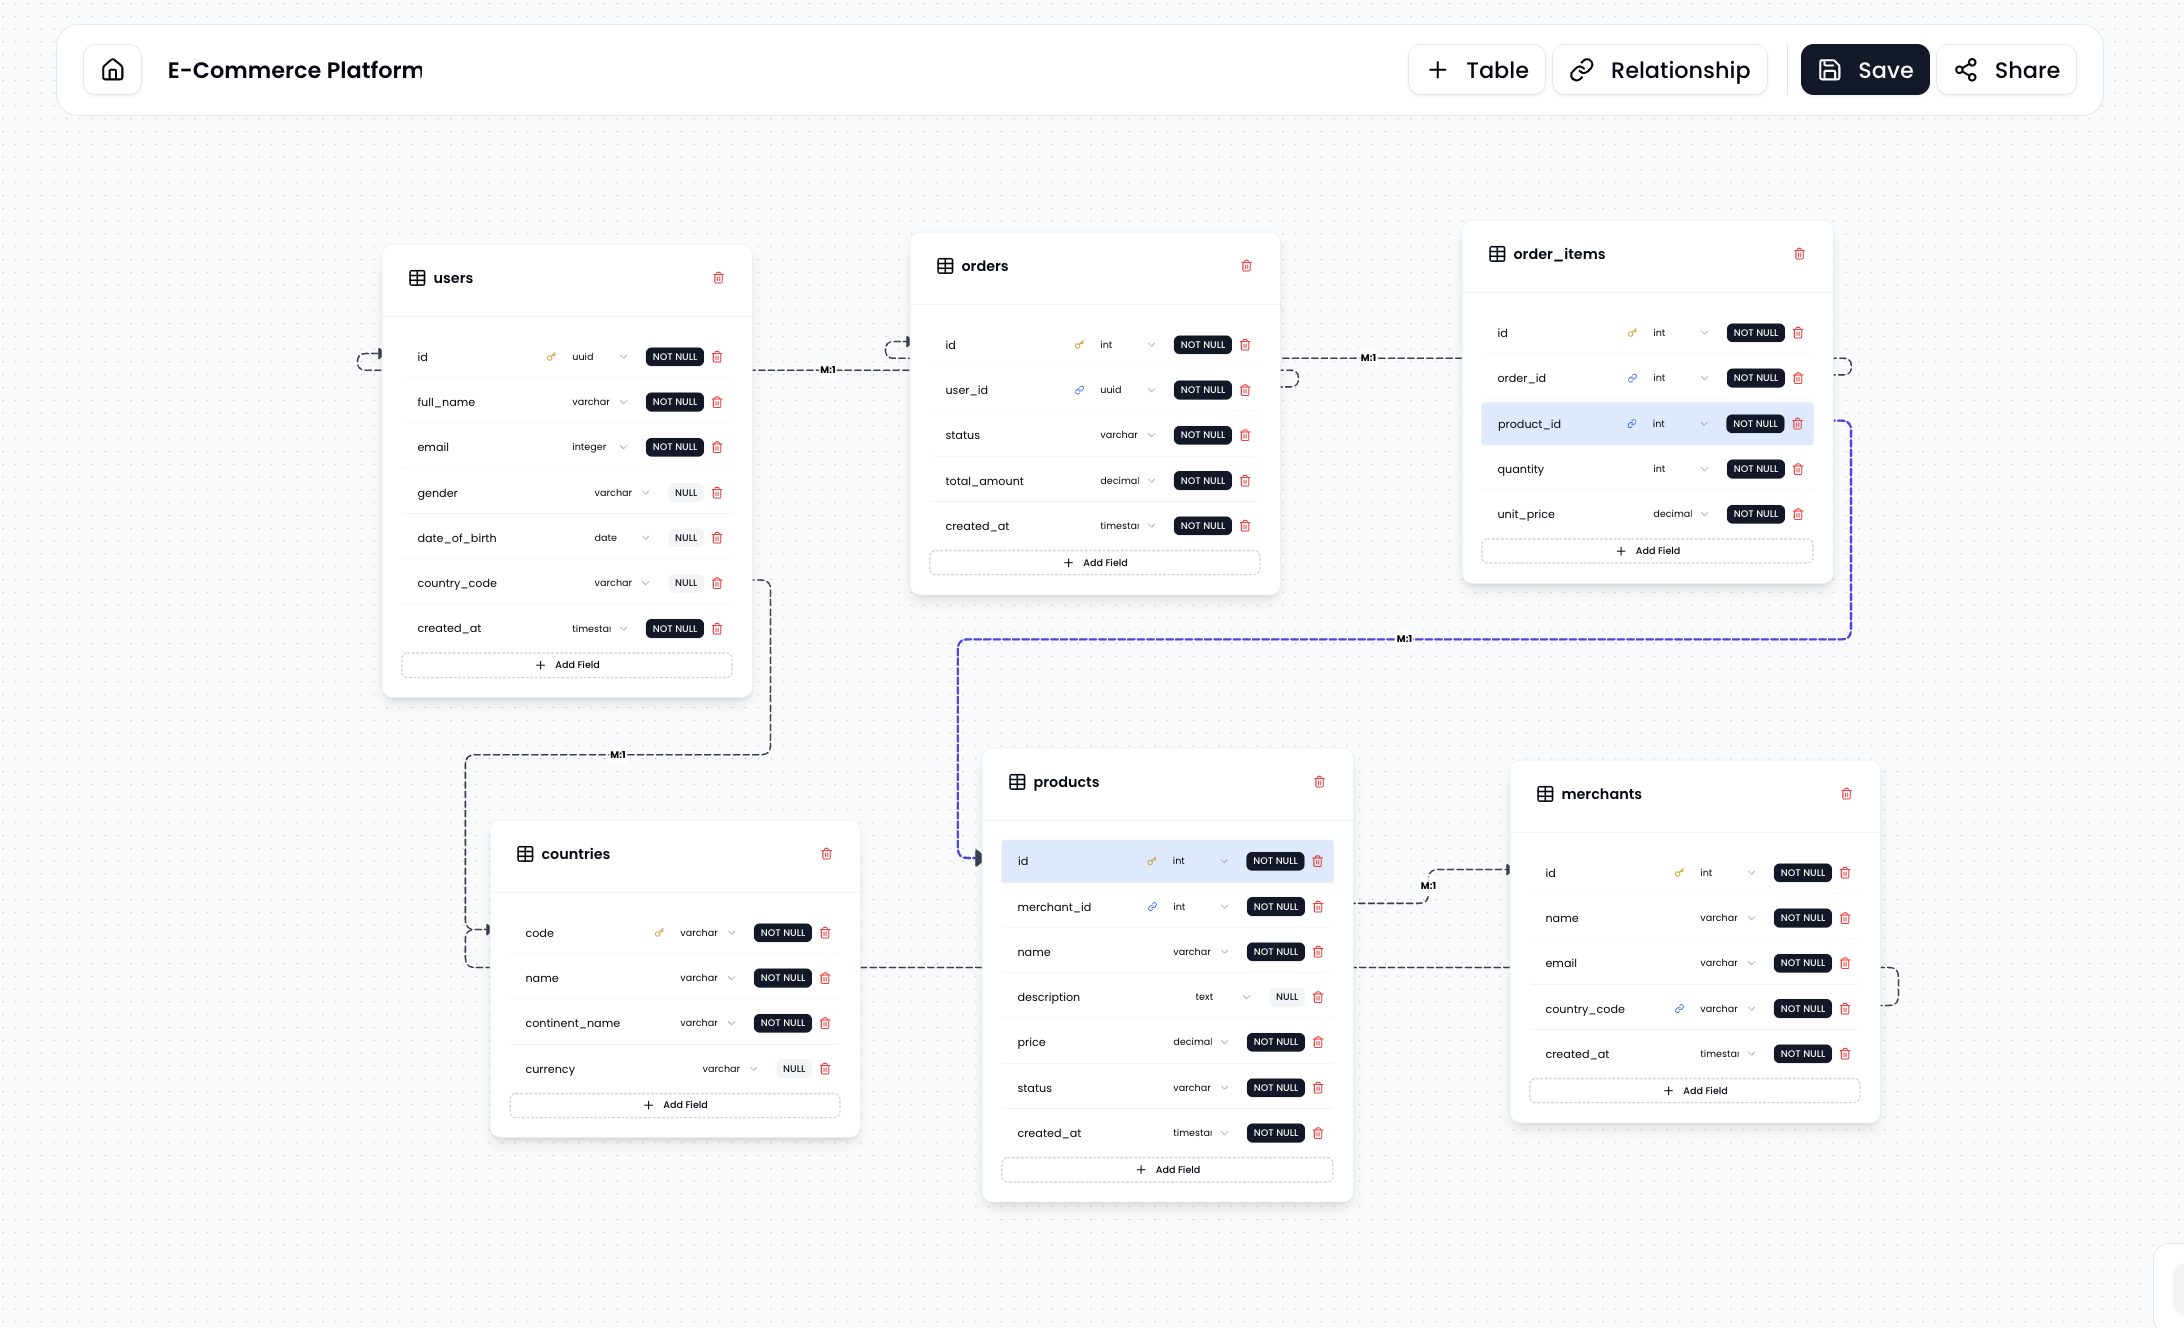 E-Commerce Platform
Table
Relationship
Save
Share
users
id uuid NOT NULL
full_name varchar NOT NULL
email integer NOT NULL
gender varchar NULL
date_of_birth date NULL
country_code varchar NULL
created_at timestar NOT NULL
Add Field
M:1
orders
id int NOT NULL
user_id uuid NOT NULL
status varchar NOT NULL
total_amount decimal NOT NULL
created_at timestar NOT NULL
Add Field
M:1
order_items
id int NOT NULL
order_id int NOT NULL
product_id int NOT NULL
quantity int NOT NULL
unit_price decimal NOT NULL
Add Field
M:1
M:1
countries
code varchar NOT NULL
name varchar NOT NULL
continent_name varchar NOT NULL
currency varchar NULL
Add Field
products
id int NOT NULL
merchant_id int NOT NULL
name varchar NOT NULL
description text NULL
price decimal NOT NULL
status varchar NOT NULL
created_at timestar NOT NULL
Add Field
M:1
merchants
id int NOT NULL
name varchar NOT NULL
email varchar NOT NULL
country_code varchar NOT NULL
created_at timestar NOT NULL
Add Field